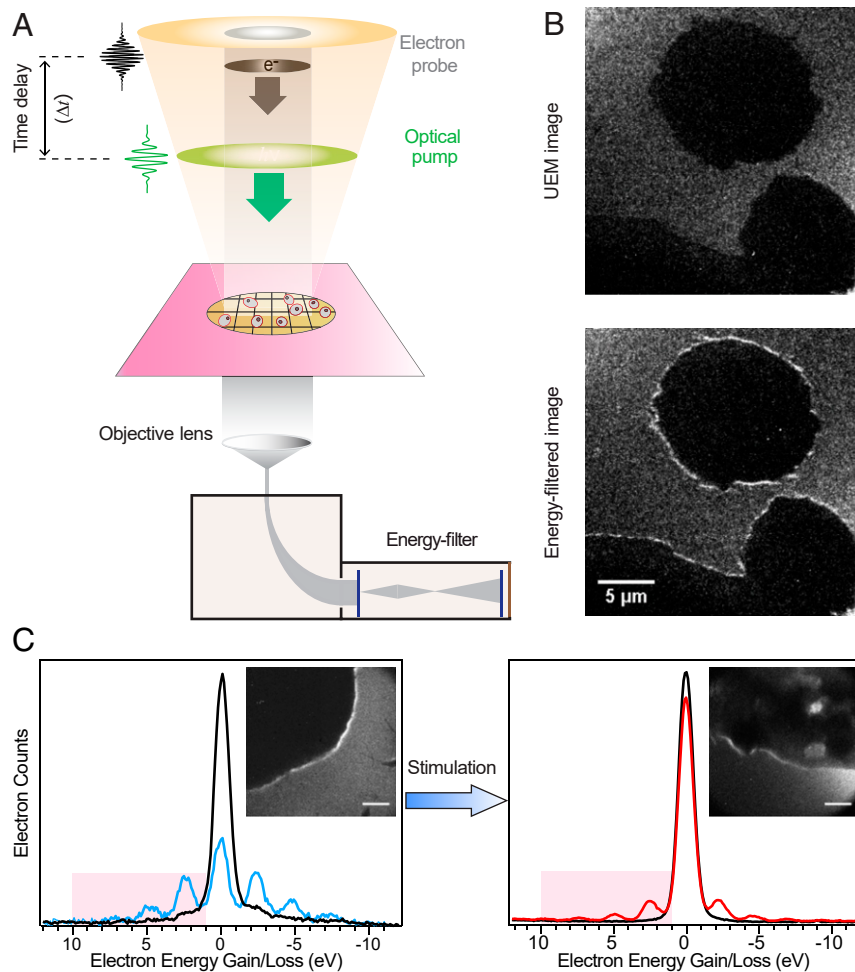 A
Electron
probe
e-
Time delay
(Δt)
Optical
pump
Objective lens
Energy-filter
B
UEM image
Energy-filtered image
5 μm
C
Electron Counts
10
5
0
-5
-10
Electron Energy Gain/Loss (eV)
Stimulation
10
5
0
-5
-10
Electron Energy Gain/Loss (eV)